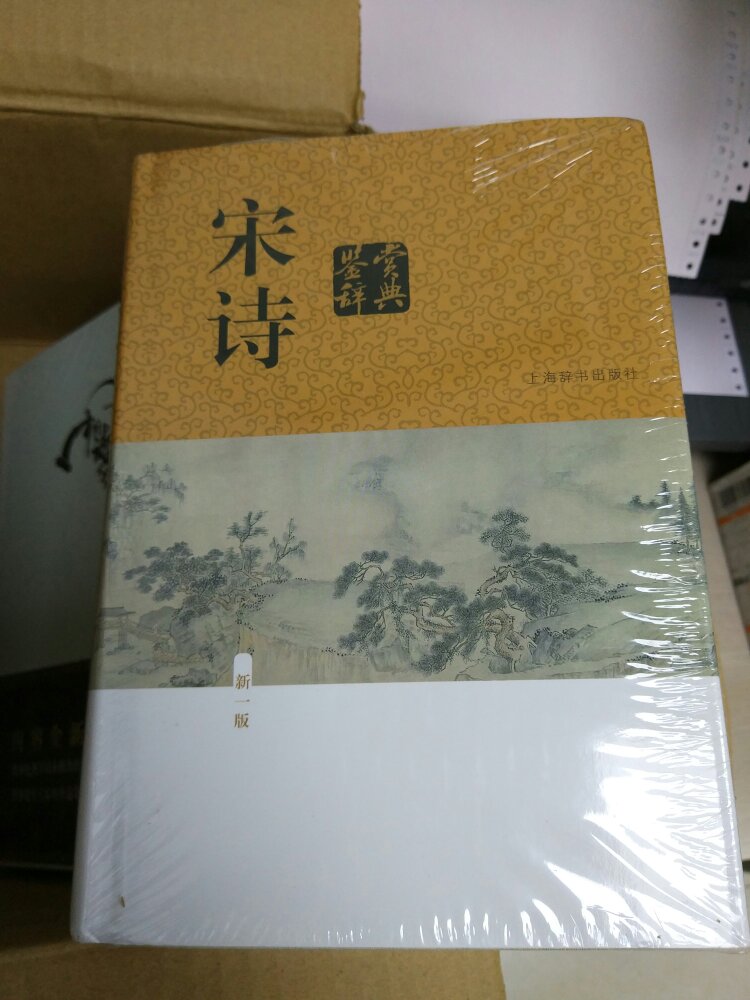 宋诗
鉴赏
辞典
上海辞书出版社
新一版